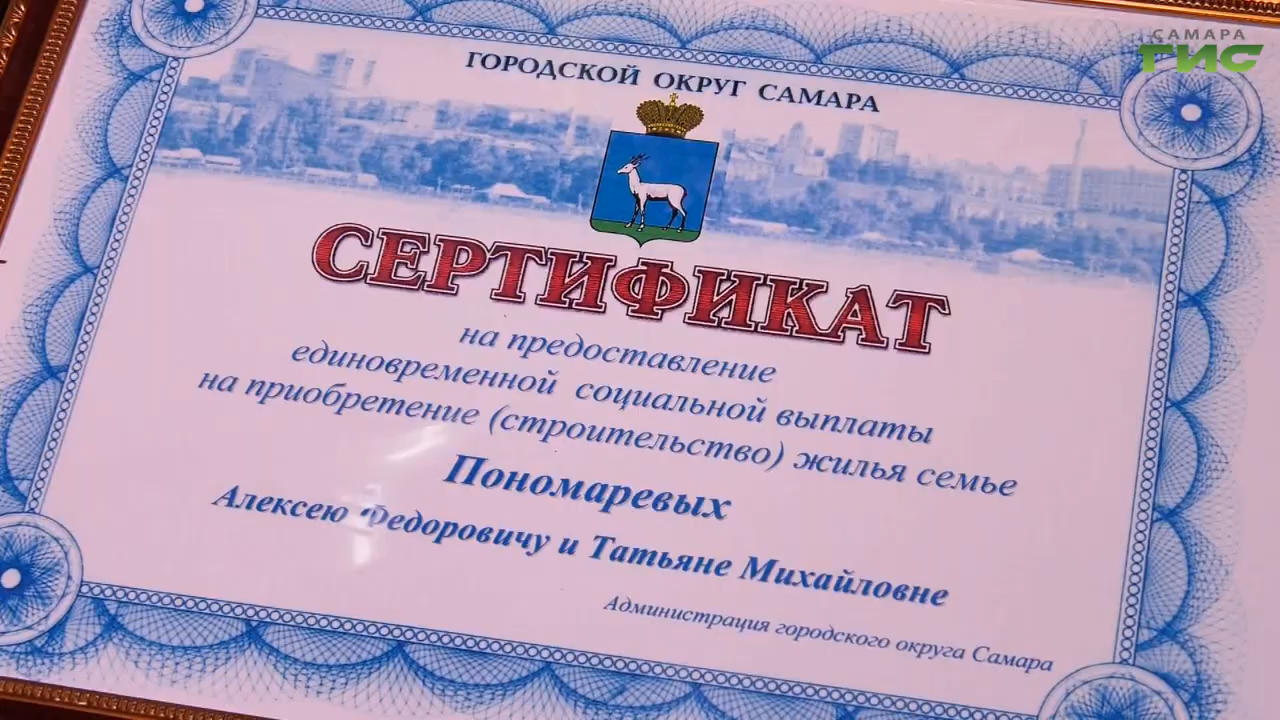 САМАРА
ГИС
ГОРОДСКОЙ ОКРУГ САМАРА
СЕРТИФИКАТ
на предоставление
единовременной социальной выплаты
на приобретение (строительство) жилья семье
Пономаревых
Алексею Федоровичу и Татьяне Михайловне
Администрация городского округа Самара